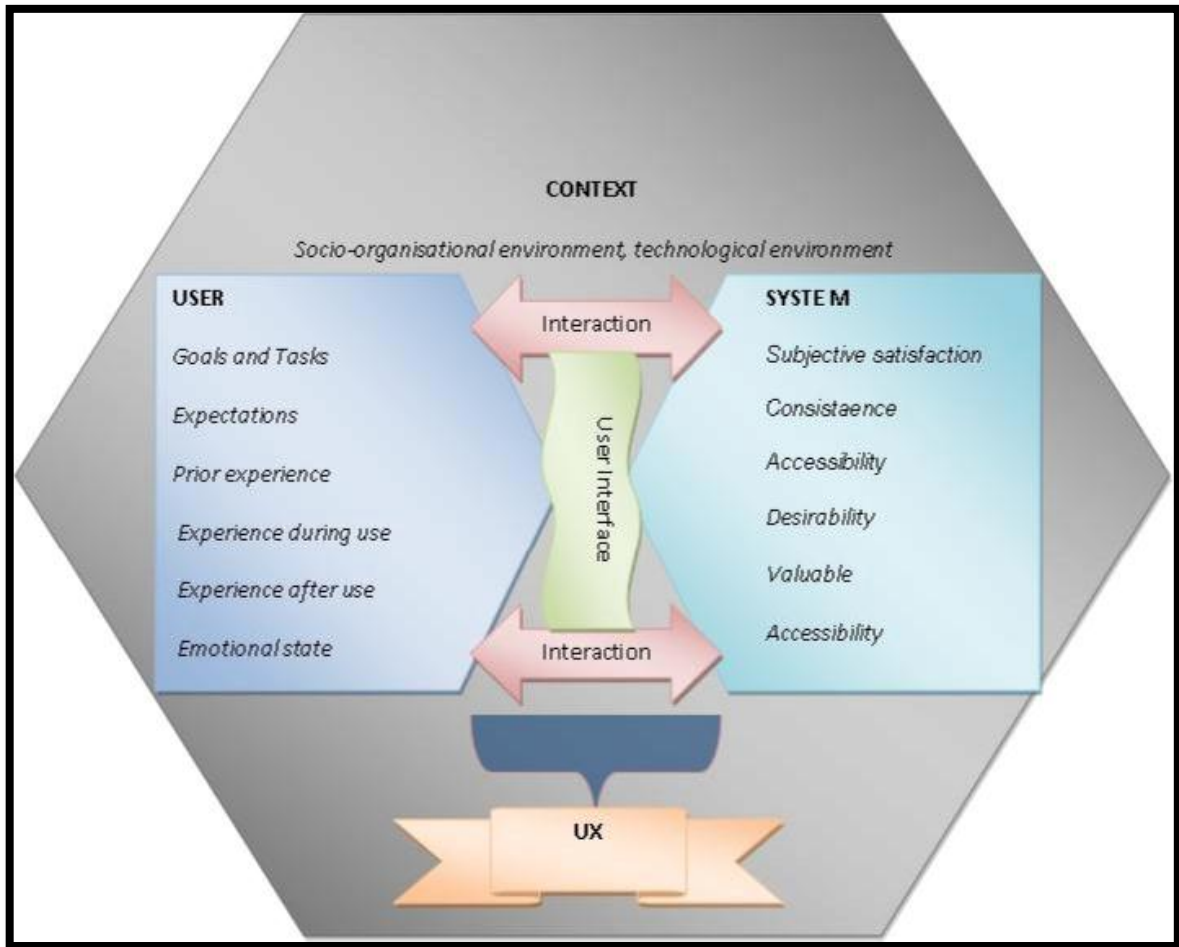 CONTEXT
Socio-organisational environment, technological environment
USER
Goals and Tasks
Expectations
Prior experience
Experience during use
Experience after use
Emotional state
Interaction
User Interface
Interaction
SYSTEM
Subjective satisfaction
Consistaence
Accessibility
Desirability
Valuable
Accessibility
UX